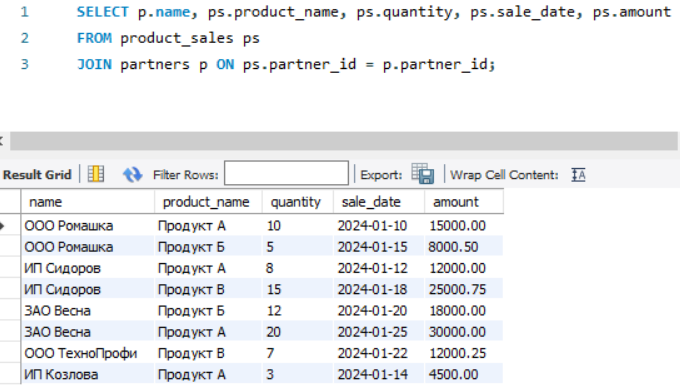 1 SELECT p.name, ps.product_name, ps.quantity, ps.sale_date, ps.amount
2 FROM product_sales ps
3 JOIN partners p ON ps.partner_id = p.partner_id;
Result Grid Filter Rows: Export: Wrap Cell Content:
name product_name quantity sale_date amount
ООО Ромашка Продукт А 10 2024-01-10 15000.00
ООО Ромашка Продукт Б 5 2024-01-15 8000.50
ИП Сидоров Продукт А 8 2024-01-12 12000.00
ИП Сидоров Продукт В 15 2024-01-18 25000.75
ЗАО Весна Продукт Б 12 2024-01-20 18000.00
ЗАО Весна Продукт А 20 2024-01-25 30000.00
ООО ТехноПрофи Продукт В 7 2024-01-22 12000.25
ИП Козлова Продукт А 3 2024-01-14 4500.00